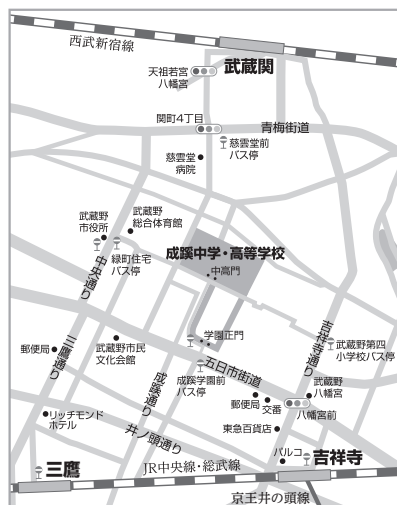 西武新宿線
武蔵関
天祖若宮
八幡宮
関町4丁目
青梅街道
慈雲堂前
バス停
慈雲堂
病院
武蔵野
市役所
武蔵野
総合体育館
緑町住宅
バス停
成蹊中学・高等学校
中高門
中央通り
吉祥寺通り
学園正門
武蔵野第四
小学校バス停
三鷹通り
郵便局
武蔵野市民
文化会館
成蹊通り
成蹊学園前
バス停
五日市街道
武蔵野
八幡宮
郵便局
交番
八幡宮前
リッチモンド
ホテル
井ノ頭通り
東急百貨店
パルコ
吉祥寺
三鷹
JR中央線・総武線
京王井の頭線